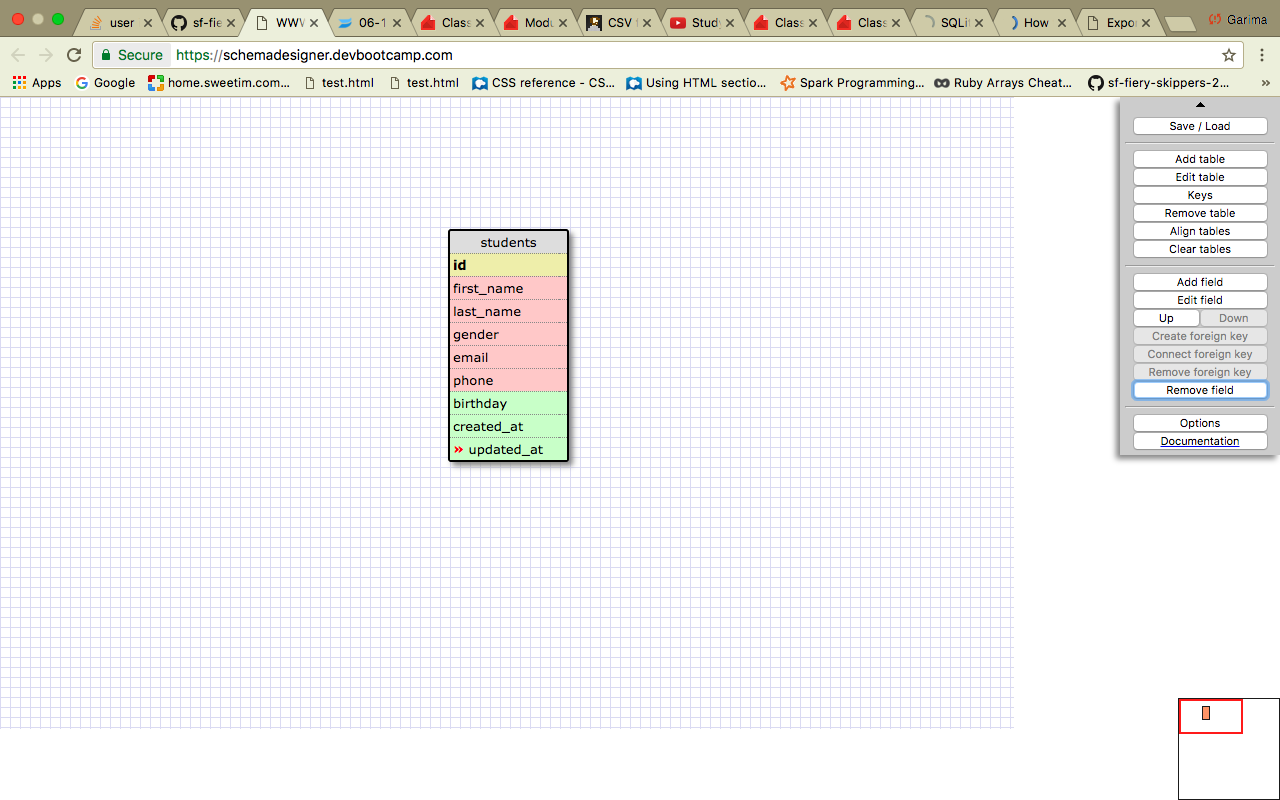 user
sf-fie
WWW
06-1
Class
Modu
CSV
Study
Class
Class
SQLi
How
Expo
Garima
Secure
https://schemadesigner.devbootcamp.com
Apps
Google
home.sweetim.com...
test.html
test.html
CSS reference - CS...
Using HTML sectio...
Spark Programming...
Ruby Arrays Cheat...
sf-fiery-skippers-2...
»
Save / Load
Add table
Edit table
Keys
Remove table
Align tables
Clear tables
Add field
Edit field
Up Down
Create foreign key
Connect foreign key
Remove foreign key
Remove field
Options
Documentation
students
id
first_name
last_name
gender
email
phone
birthday
created_at
» updated_at